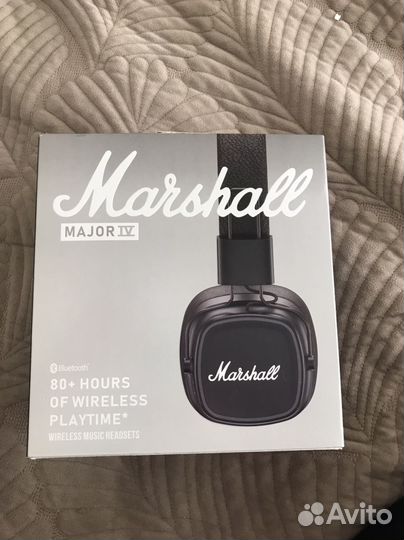 Marshall
MAJOR IV
Bluetooth
80+ HOURS
OF WIRELESS
PLAYTIME*
WIRELESS MUSIC HEADSETS
Marshall
Avito